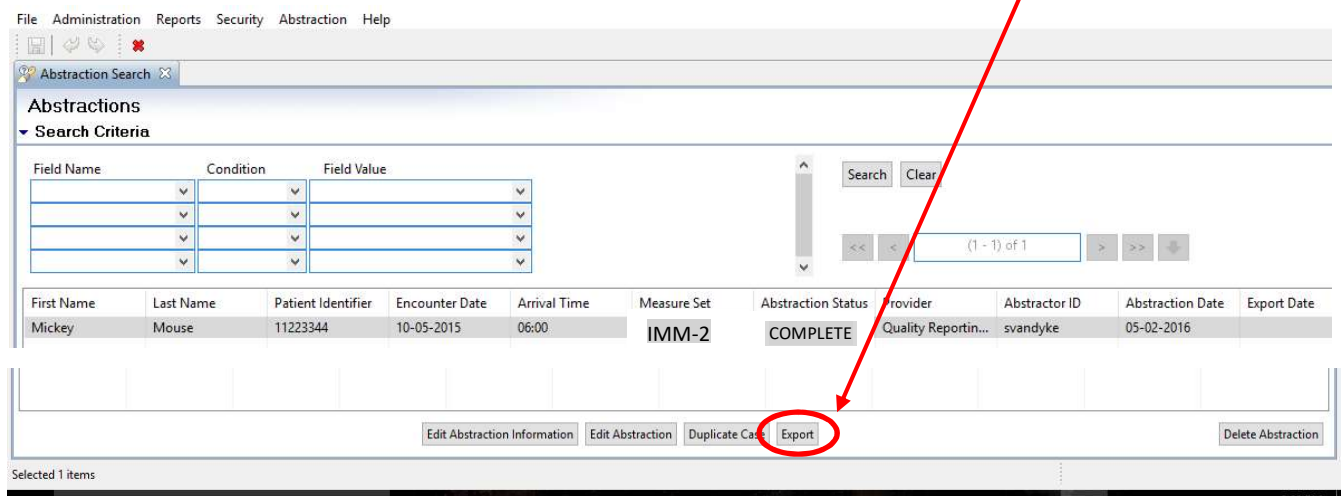 File Administration Reports Security Abstraction Help
Abstraction Search
Abstractions
Search Criteria
Field Name Condition Field Value
Search Clear
<< < (1 - 1) of 1 > >>
First Name Last Name Patient Identifier Encounter Date Arrival Time Measure Set Abstraction Status Provider Abstractor ID Abstraction Date Export Date
Mickey Mouse 11223344 10-05-2015 06:00 IMM-2 COMPLETE Quality Reportin... svandyke 05-02-2016
Edit Abstraction Information Edit Abstraction Duplicate Case Export Delete Abstraction
Selected 1 items